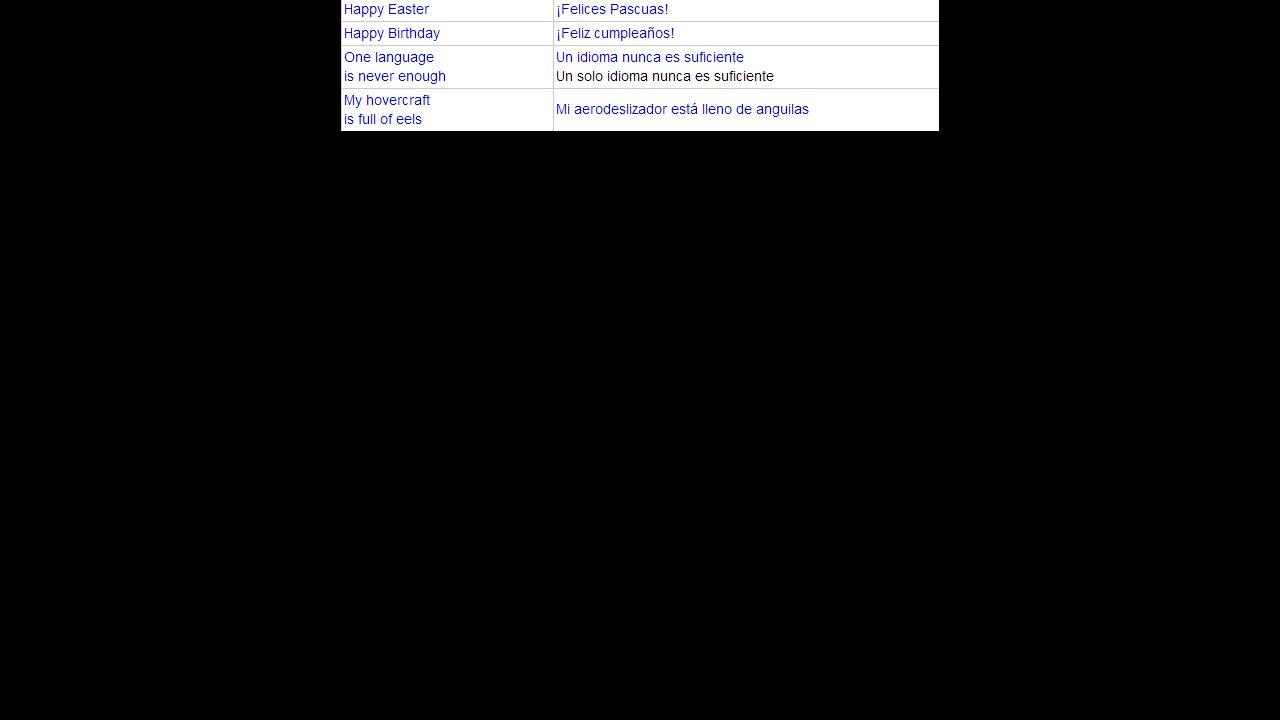 Happy Easter ¡Felices Pascuas!
Happy Birthday ¡Feliz cumpleaños!
One language Un idioma nunca es suficiente
is never enough Un solo idioma nunca es suficiente
My hovercraft
is full of eels
Mi aerodeslizador está lleno de anguilas